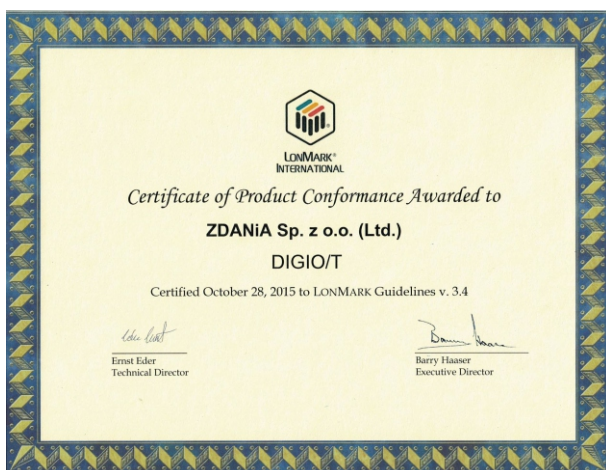 LONMARK®
INTERNATIONAL
Certificate of Product Conformance Awarded to
ZDANiA Sp. z o.o. (Ltd.)
DIGIO/T
Certified October 28, 2015 to LONMARK Guidelines v. 3.4
Ernst Eder
Technical Director
Barry Haaser
Executive Director